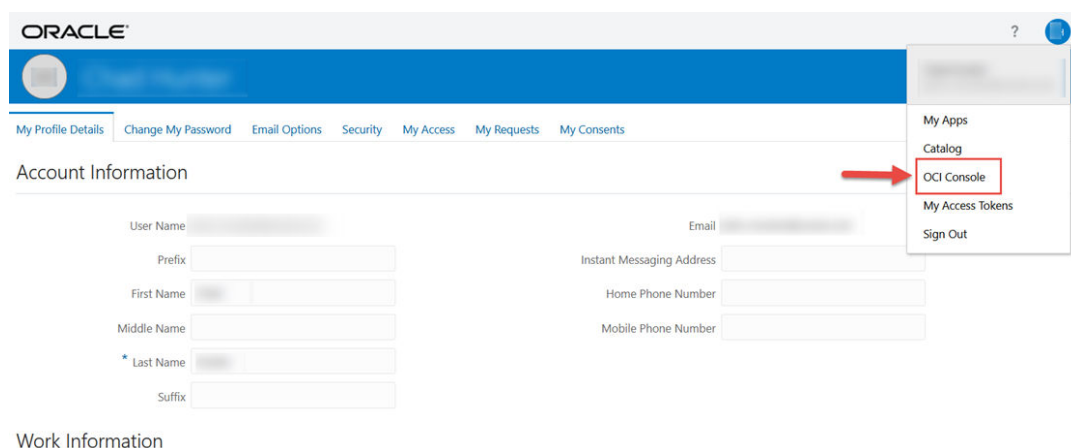 ORACLE
?
My Profile Details Change My Password Email Options Security My Access My Requests My Consents
My Apps
Catalog
OCI Console
My Access Tokens
Sign Out
Account Information
User Name
Email
Prefix
Instant Messaging Address
First Name
Home Phone Number
Middle Name
Mobile Phone Number
* Last Name
Suffix
Work Information